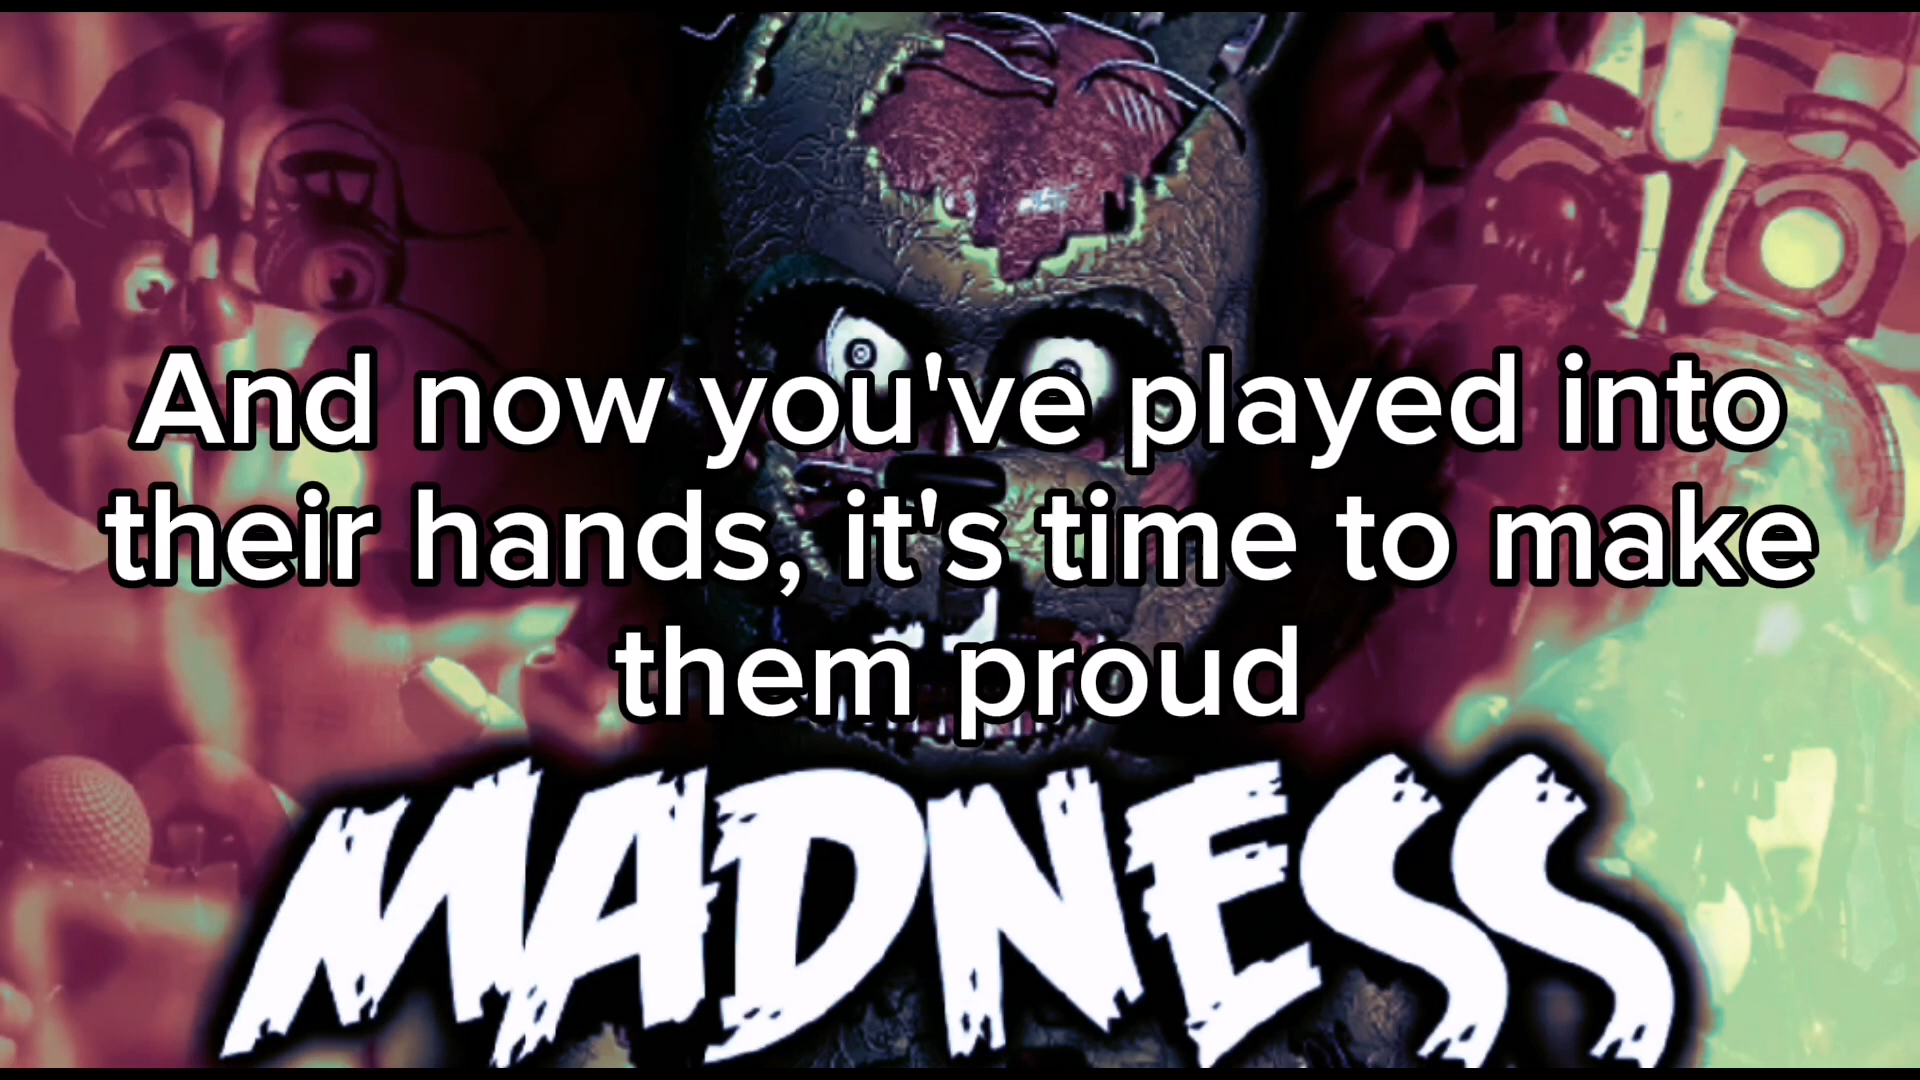 And now you've played into
their hands, it's time to make
them proud
MADNESS